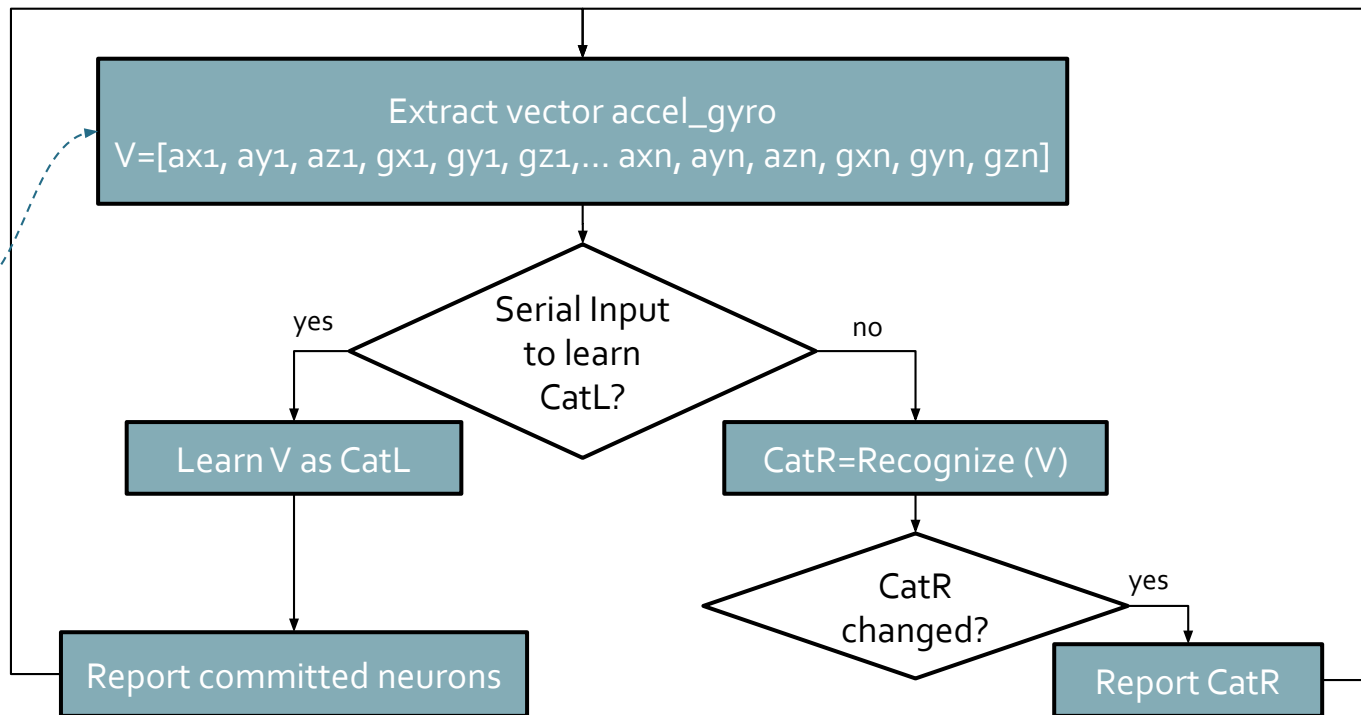 Extract vector accel_gyro
V=[ax1, ay1, az1, gx1, gy1, gz1,... axn, ayn, azn, gxn, gyn, gzn]
Serial Input
to learn
CatL?
yes
no
Learn V as CatL
CatR=Recognize (V)
CatR
changed?
yes
Report committed neurons
Report CatR